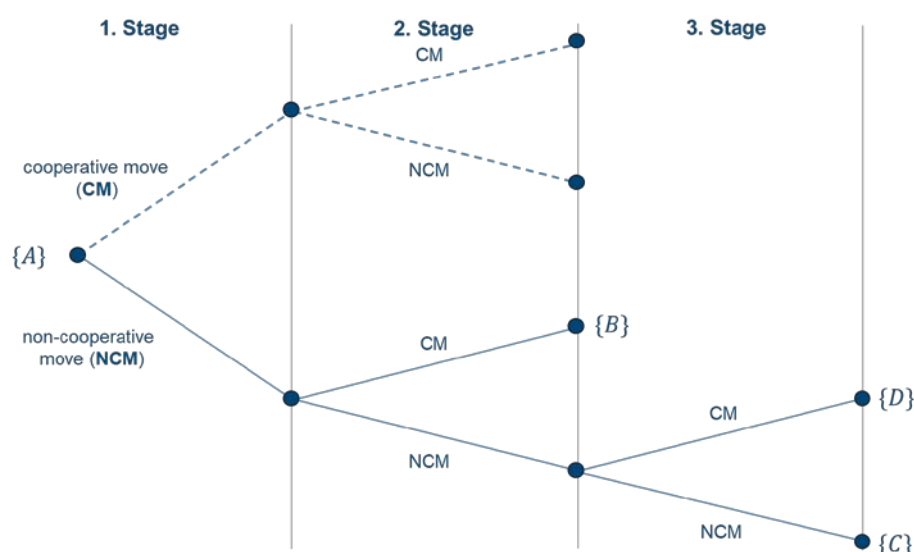 1. Stage
2. Stage
3. Stage
CM
cooperative move
(CM)
NCM
{A}
non-cooperative
move (NCM)
CM
{B}
NCM
CM
{D}
NCM
{C}